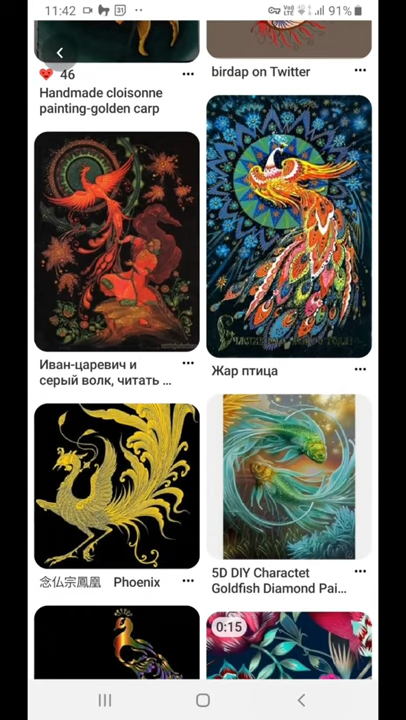 11:42
31
91%
46
Handmade cloisonne
painting-golden carp
birdap on Twitter
Иван-царевич и
серый волк, читать ...
Жар птица
念仏宗鳳凰 Phoenix
5D DIY Charactet
Goldfish Diamond Pai...
0:15